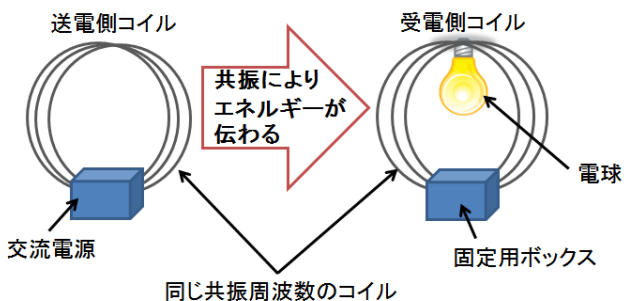 送電側コイル
受電側コイル
共振により
エネルギーが
伝わる
電球
交流電源
固定用ボックス
同じ共振周波数のコイル